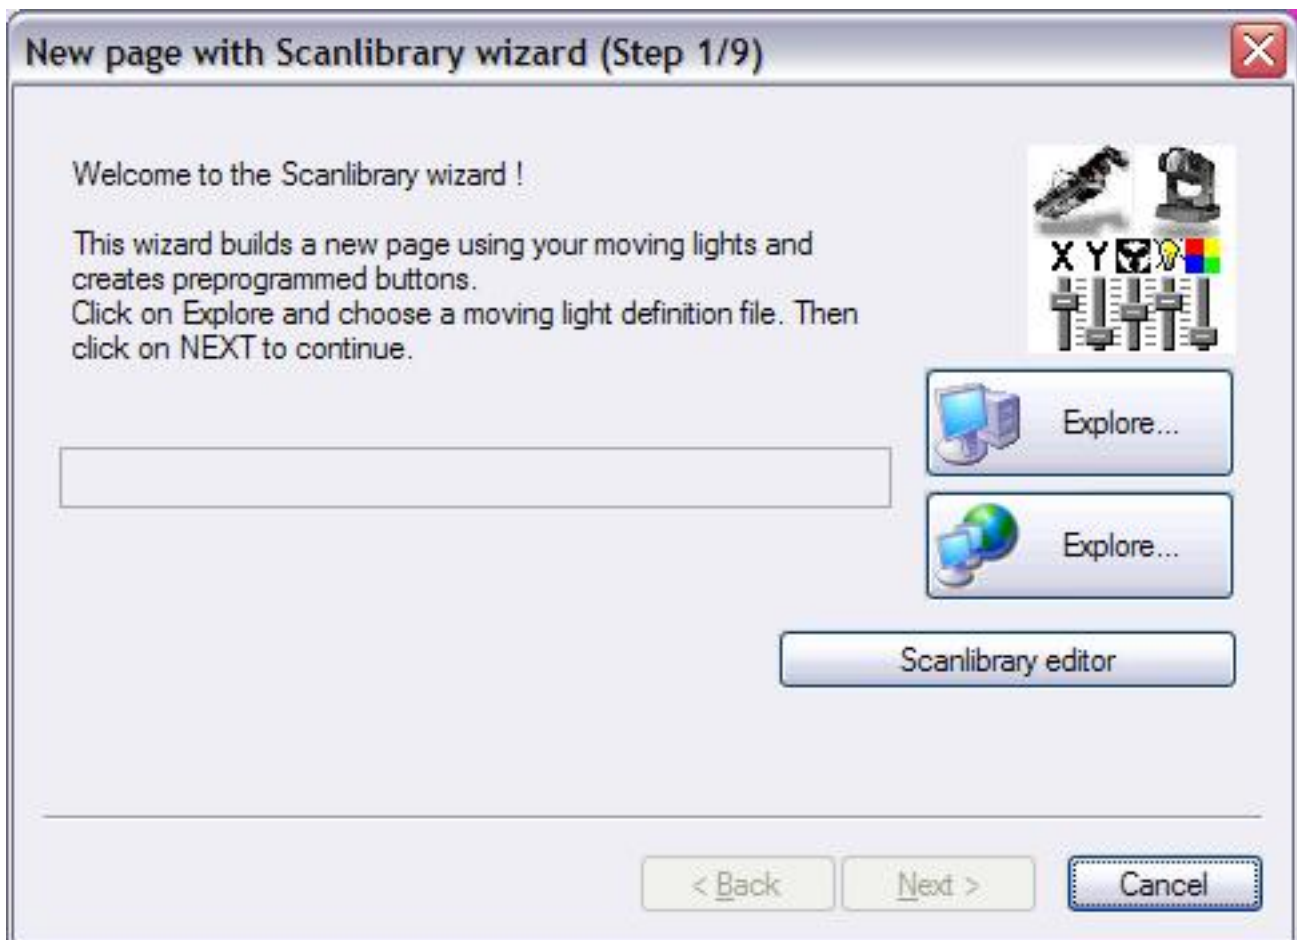 New page with Scanlibrary wizard (Step 1/9)
Welcome to the Scanlibrary wizard !
This wizard builds a new page using your moving lights and
creates preprogrammed buttons.
Click on Explore and choose a moving light definition file. Then
click on NEXT to continue.
X Y
Explore...
Explore...
Scanlibrary editor
< Back
Next >
Cancel